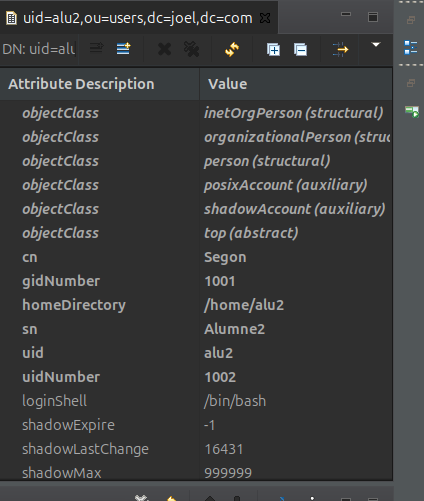 uid=alu2,ou=users,dc=joel,dc=com
DN: uid=alu
Attribute Description Value
objectClass inetOrgPerson (structural)
objectClass organizationalPerson (struc
objectClass person (structural)
objectClass posixAccount (auxiliary)
objectClass shadowAccount (auxiliary)
objectClass top (abstract)
cn Segon
gidNumber 1001
homeDirectory /home/alu2
sn Alumne2
uid alu2
uidNumber 1002
loginShell /bin/bash
shadowExpire -1
shadowLastChange 16431
shadowMax 999999